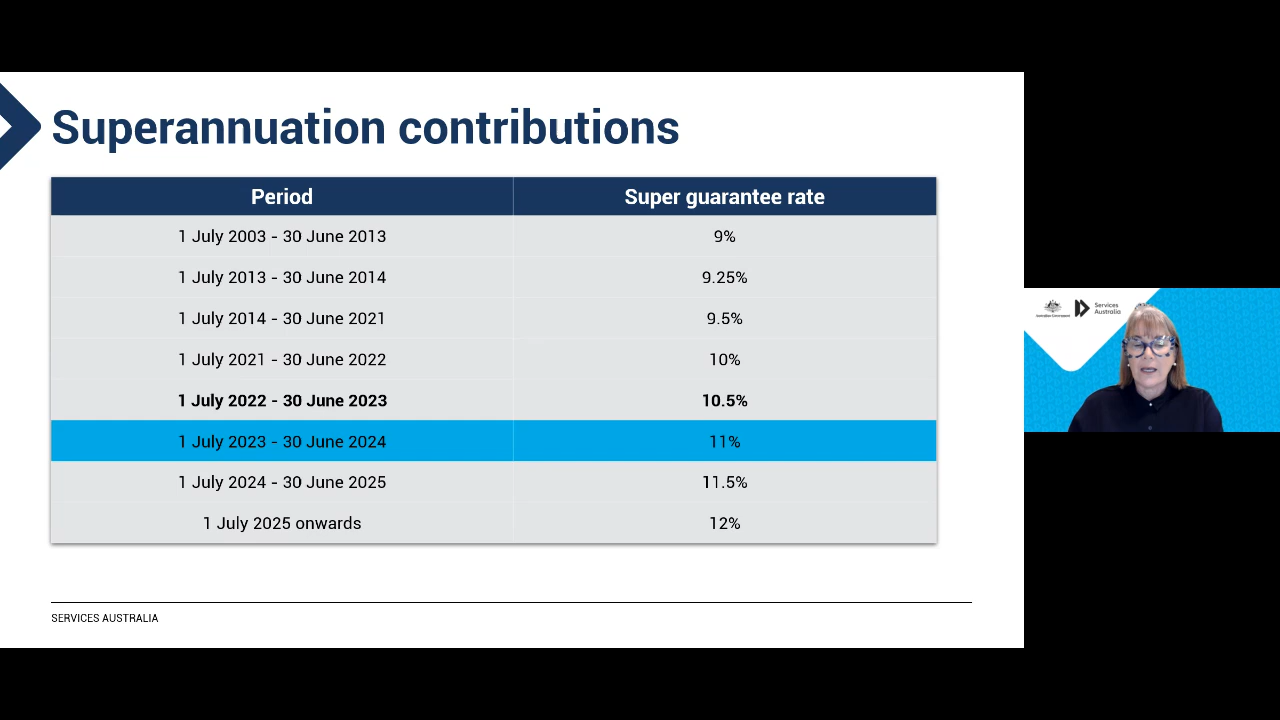 Superannuation contributions
Period Super guarantee rate
1 July 2003 - 30 June 2013 9%
1 July 2013 - 30 June 2014 9.25%
1 July 2014 - 30 June 2021 9.5%
1 July 2021 - 30 June 2022 10%
1 July 2022 - 30 June 2023 10.5%
1 July 2023 - 30 June 2024 11%
1 July 2024 - 30 June 2025 11.5%
1 July 2025 onwards 12%
SERVICES AUSTRALIA
Australian Government
Services
Australia